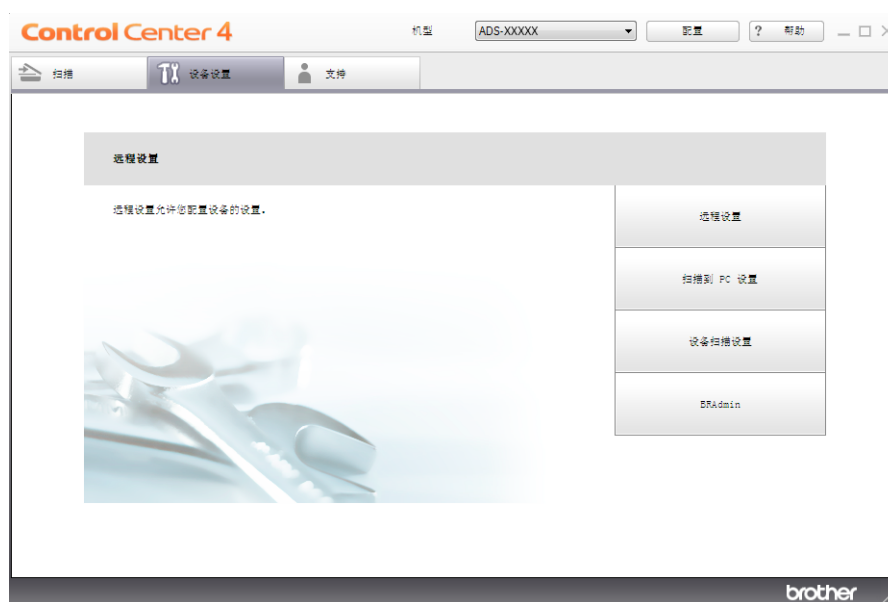 Control Center 4 机型 ADS-XXXXX 配置 ? 帮助
扫描 设备设置 支持
远程设置
远程设置允许您配置设备的设置.
远程设置
扫描到 PC 设置
设备扫描设置
BRAdmin
brother